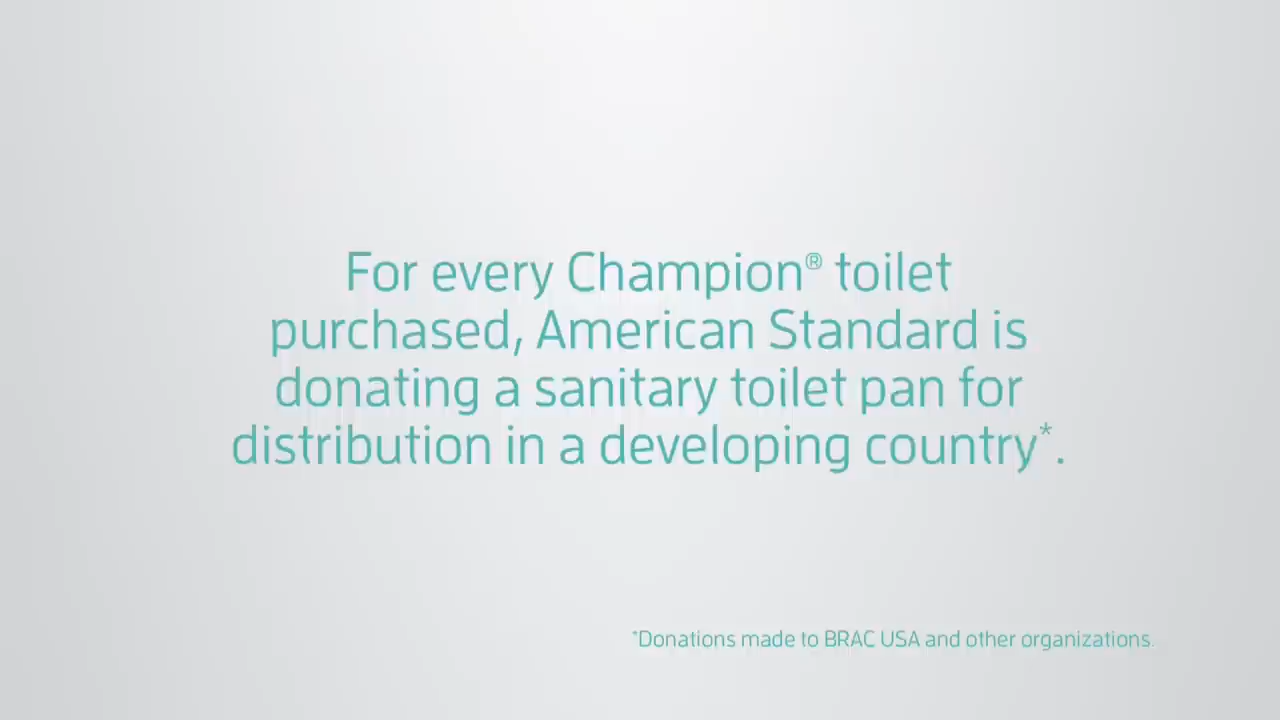 For every Champion® toilet
purchased, American Standard is
donating a sanitary toilet pan for
distribution in a developing country*.
*Donations made to BRAC USA and other organizations.